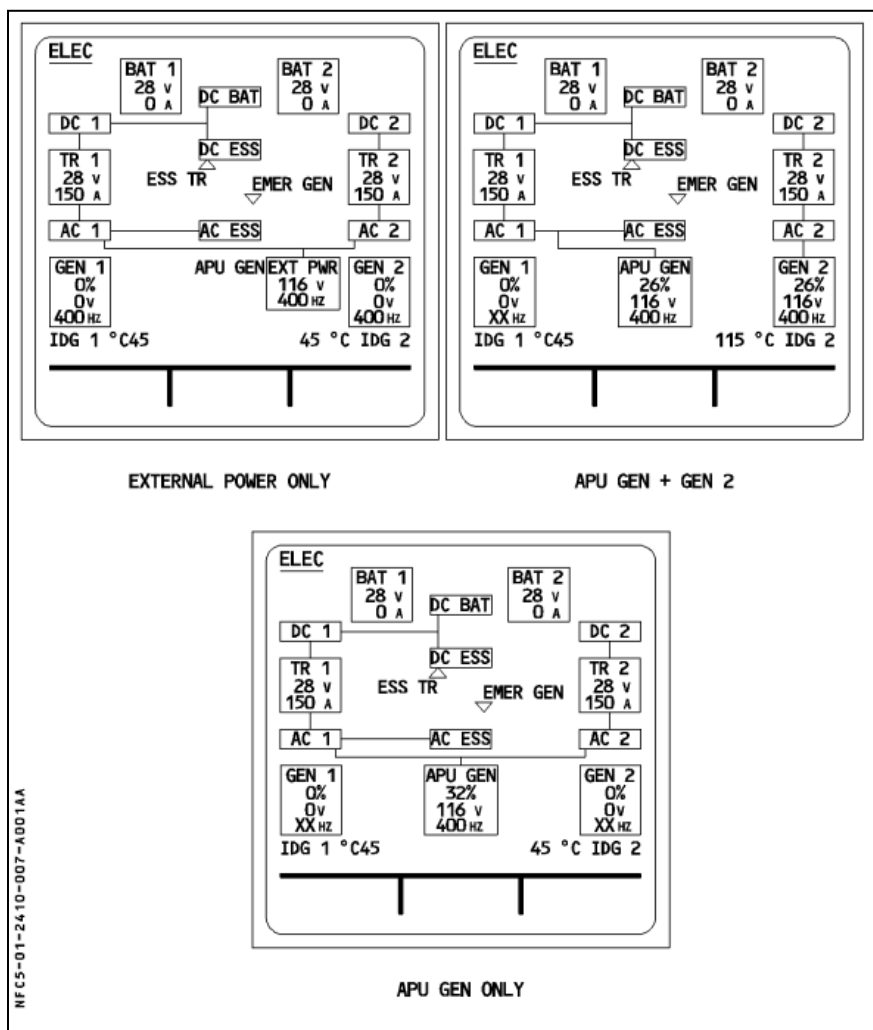 ELEC
BAT 1
28 V
0 A
BAT 2
28 V
0 A
DC BAT
DC 1
DC 2
DC ESS
TR 1
28 V
150 A
ESS TR
EMER GEN
TR 2
28 V
150 A
AC 1
AC ESS
AC 2
GEN 1
0%
0V
400 HZ
APU GEN
EXT PWR
116 V
400 HZ
GEN 2
0%
0V
400 HZ
IDG 1 °C45
45 °C IDG 2
EXTERNAL POWER ONLY
ELEC
BAT 1
28 V
0 A
BAT 2
28 V
0 A
DC BAT
DC 1
DC 2
DC ESS
TR 1
28 V
150 A
ESS TR
EMER GEN
TR 2
28 V
150 A
AC 1
AC ESS
AC 2
GEN 1
0%
0V
XX HZ
APU GEN
26%
116 V
400 HZ
GEN 2
26%
116V
400 HZ
IDG 1 °C45
115 °C IDG 2
APU GEN + GEN 2
ELEC
BAT 1
28 V
0 A
BAT 2
28 V
0 A
DC BAT
DC 1
DC 2
DC ESS
TR 1
28 V
150 A
ESS TR
EMER GEN
TR 2
28 V
150 A
AC 1
AC ESS
AC 2
GEN 1
0%
0V
XX HZ
APU GEN
32%
116 V
400 HZ
GEN 2
0%
0V
XX HZ
IDG 1 °C45
45 °C IDG 2
APU GEN ONLY
NFC5-01-2410-007-A001AA